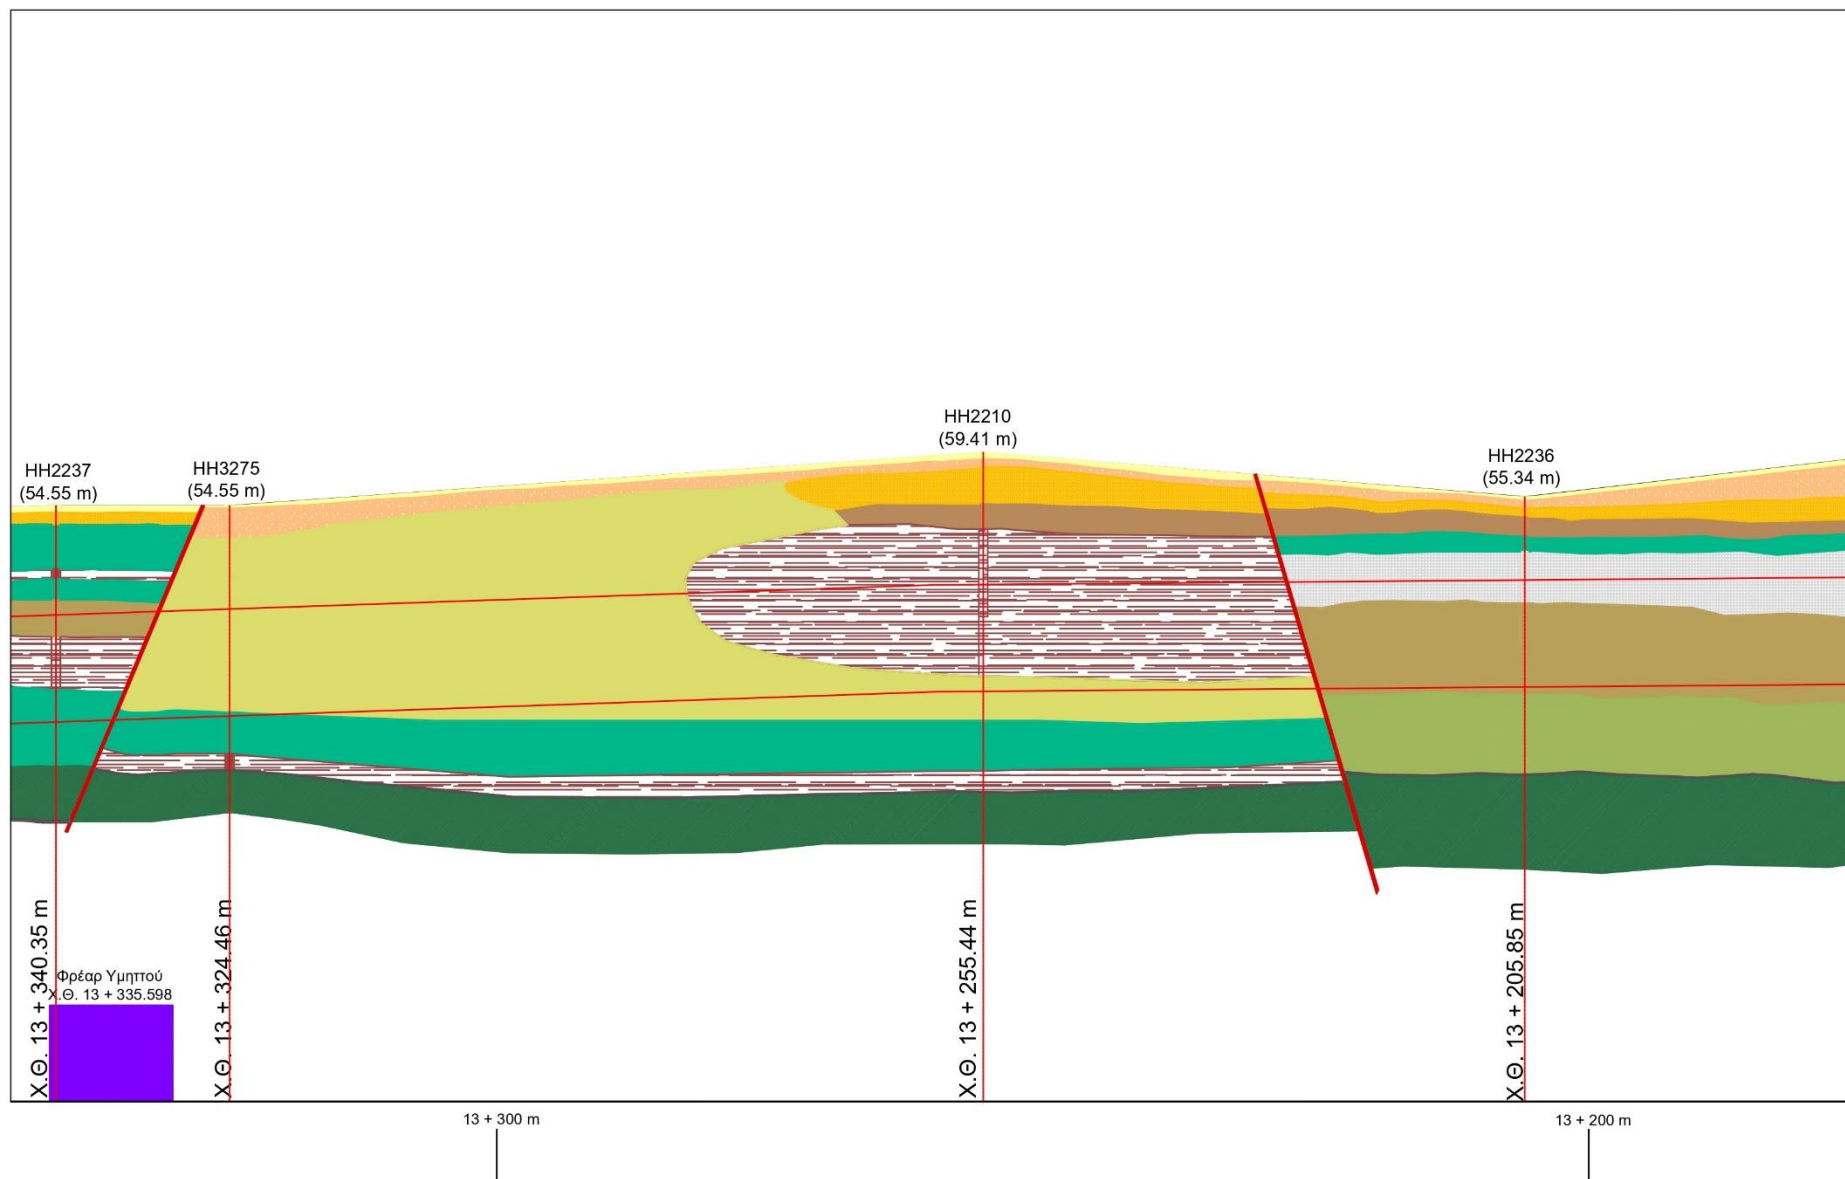 HH2210
(59.41 m)
HH2237
(54.55 m)
HH3275
(54.55 m)
HH2236
(55.34 m)
Χ.Θ. 13 + 340.35 m
Φρέαρ Υμηττού
Χ.Θ. 13 + 335.598
Χ.Θ. 13 + 324.46 m
Χ.Θ. 13 + 255.44 m
Χ.Θ. 13 + 205.85 m
13 + 300 m
13 + 200 m